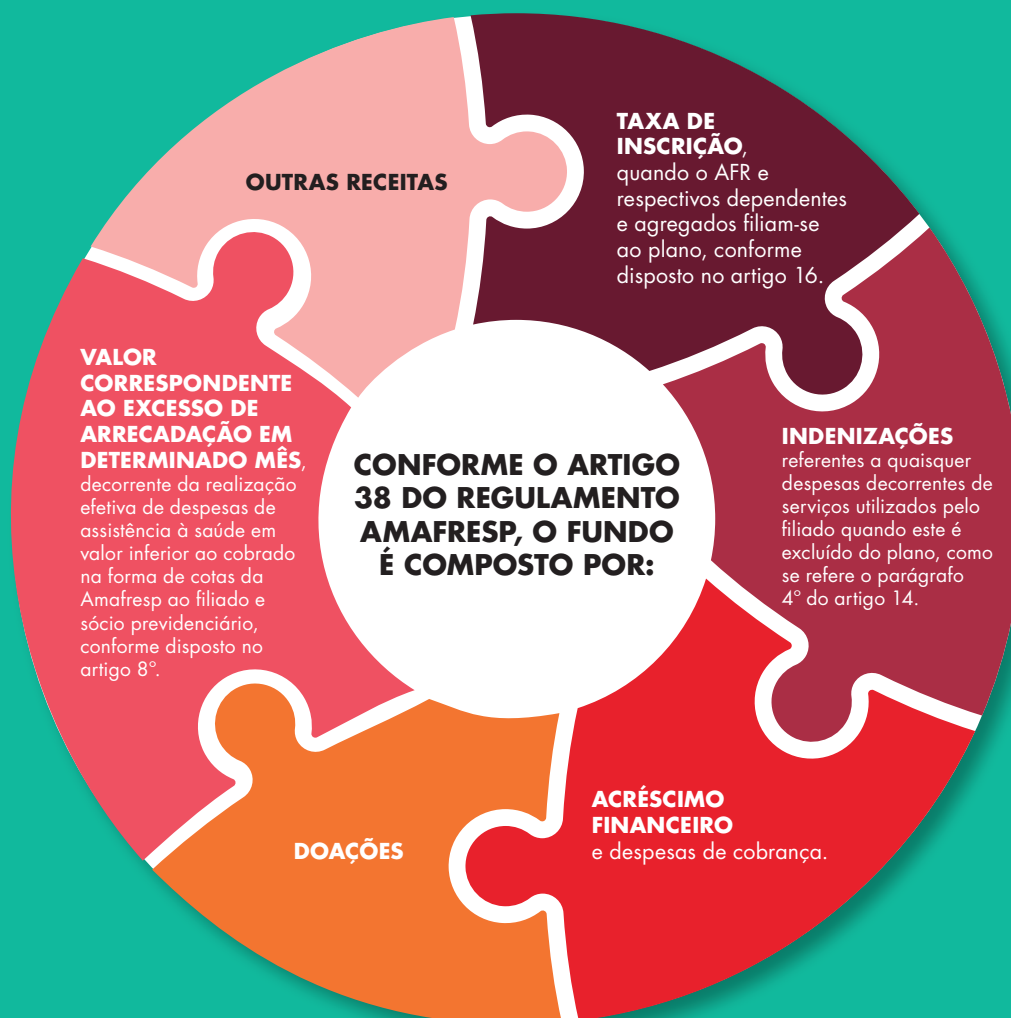 CONFORME O ARTIGO
38 DO REGULAMENTO
AMAFRESP, O FUNDO
É COMPOSTO POR:
TAXA DE
INSCRIÇÃO,
quando o AFR e
respectivos dependentes
e agregados filiam-se
ao plano, conforme
disposto no artigo 16.
INDENIZAÇÕES
referentes a quaisquer
despesas decorrentes de
serviços utilizados pelo
filiado quando este é
excluído do plano, como
se refere o parágrafo
4° do artigo 14.
ACRÉSCIMO
FINANCEIRO
e despesas de cobrança.
DOAÇÕES
VALOR
CORRESPONDENTE
AO EXCESSO DE
ARRECADAÇÃO EM
DETERMINADO MÊS,
decorrente da realização
efetiva de despesas de
assistência à saúde em
valor inferior ao cobrado
na forma de cotas da
Amafresp ao filiado e
sócio previdenciário,
conforme disposto no
artigo 8°.
OUTRAS RECEITAS